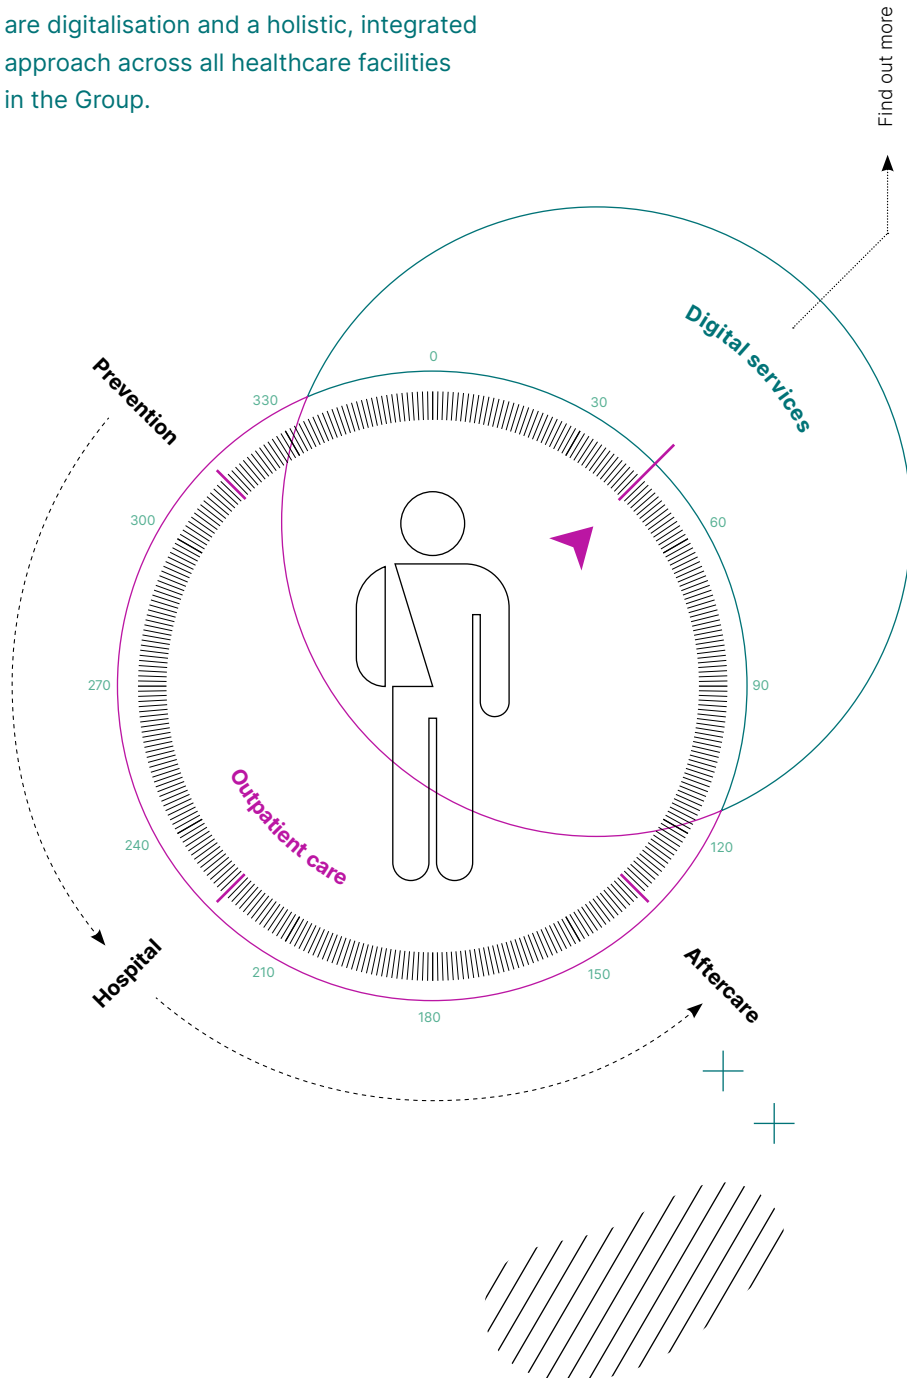 are digitalisation and a holistic, integrated
approach across all healthcare facilities
in the Group.
Find out more
Digital services
Prevention
0
330
30
300
60
270
90
Outpatient care
240
120
Hospital
210
150
Aftercare
180